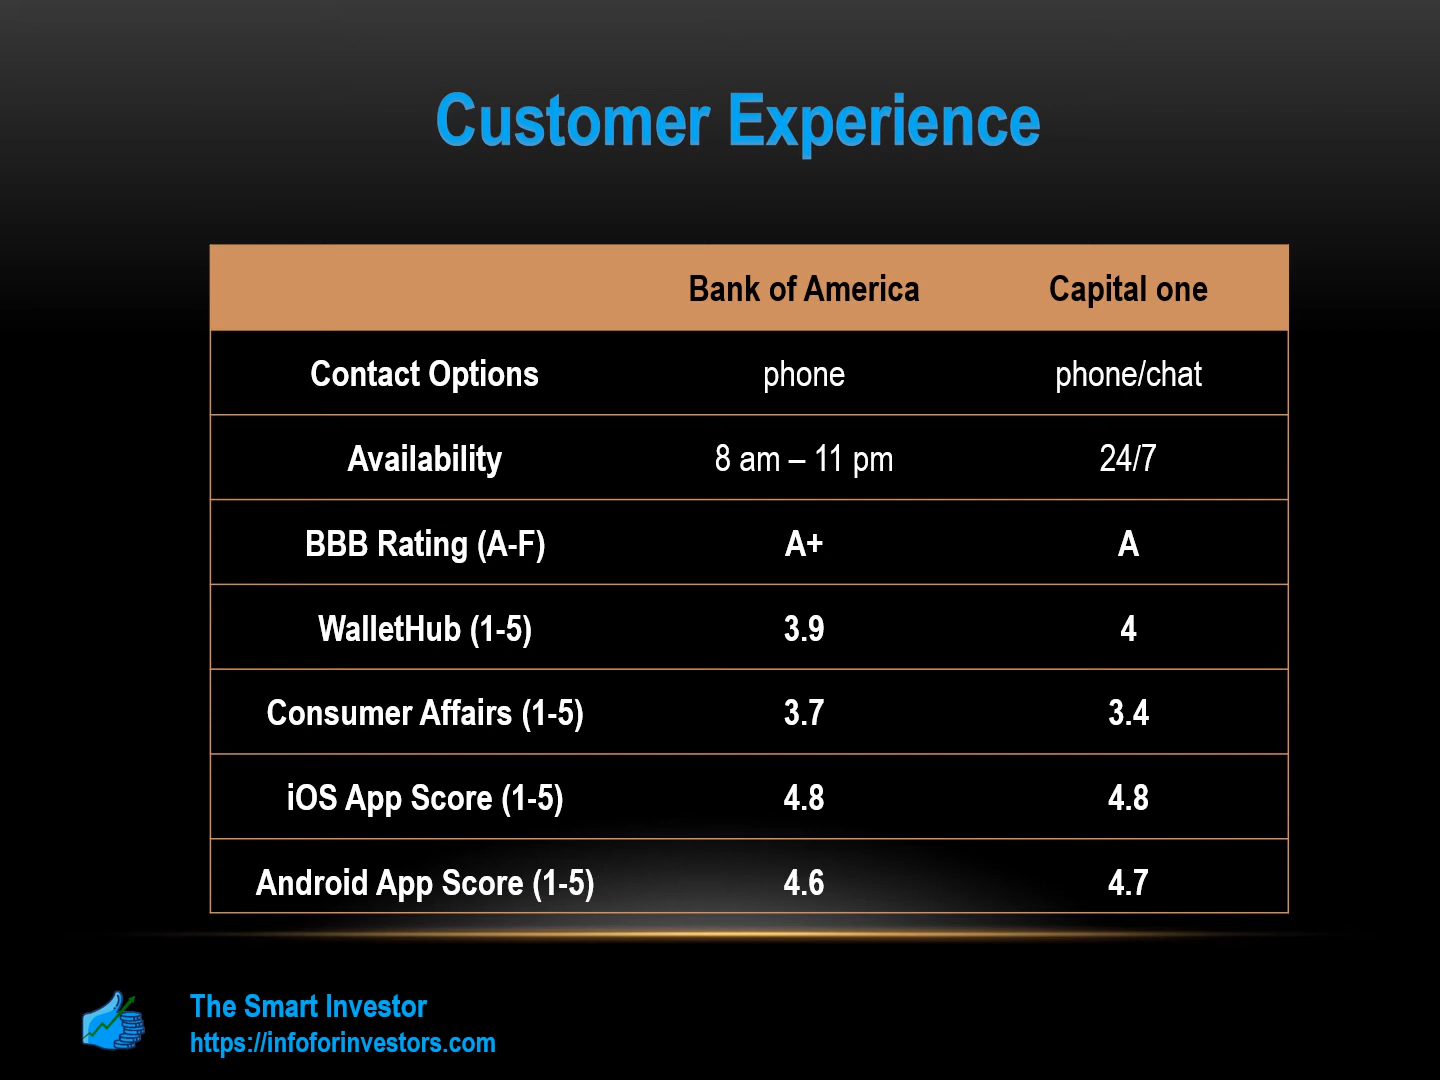 Customer Experience
Bank of America Capital one
Contact Options phone phone/chat
Availability 8 am – 11 pm 24/7
BBB Rating (A-F) A+ A
WalletHub (1-5) 3.9 4
Consumer Affairs (1-5) 3.7 3.4
iOS App Score (1-5) 4.8 4.8
Android App Score (1-5) 4.6 4.7
The Smart Investor
https://infoforinvestors.com